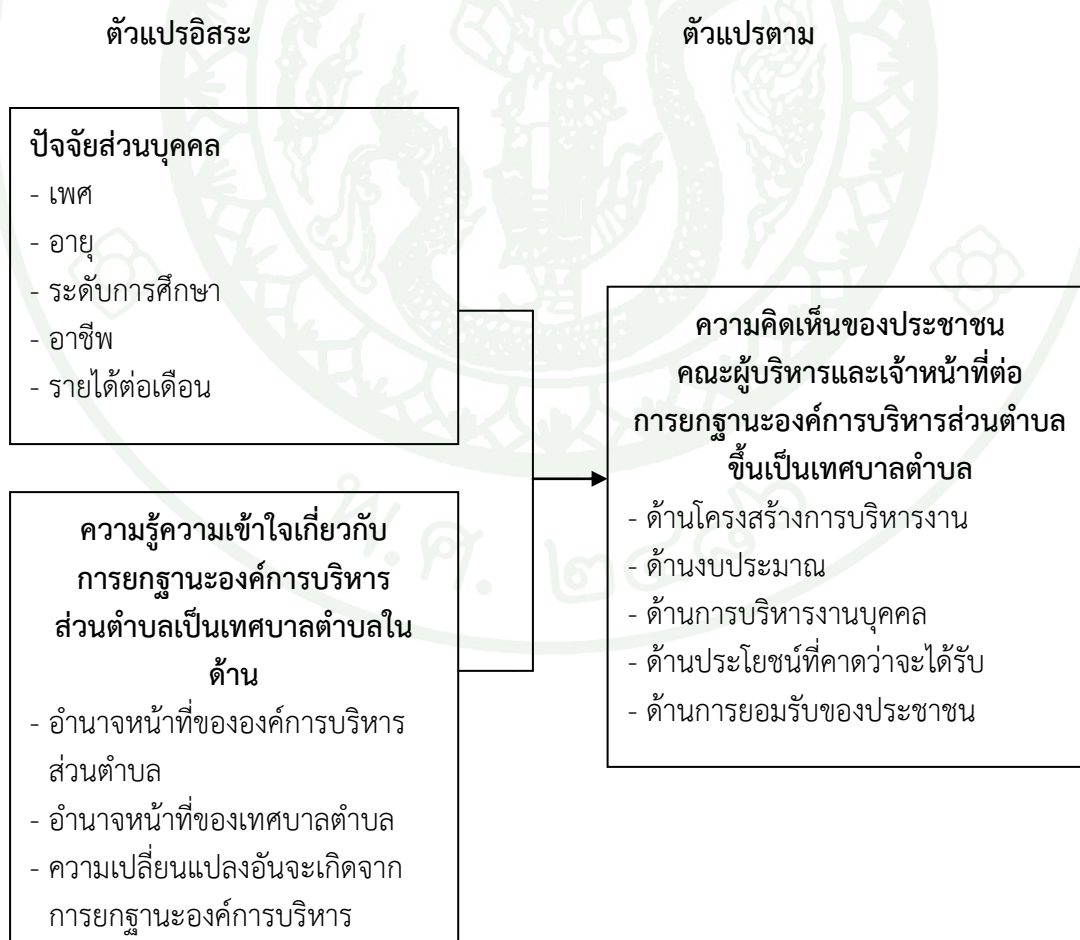 ตัวแปรอิสระ
ตัวแปรตาม
ปัจจัยส่วนบุคคล
- เพศ
- อายุ
- ระดับการศึกษา
- อาชีพ
- รายได้ต่อเดือน
ความรู้ความเข้าใจเกี่ยวกับ
การยกฐานะองค์การบริหาร
ส่วนตำบลเป็นเทศบาลตำบลใน
ด้าน
- อำนาจหน้าที่ขององค์การบริหาร
ส่วนตำบล
- อำนาจหน้าที่ของเทศบาลตำบล
- ความเปลี่ยนแปลงอันจะเกิดจาก
การยกฐานะองค์การบริหาร
ความคิดเห็นของประชาชน
คณะผู้บริหารและเจ้าหน้าที่ต่อ
การยกฐานะองค์การบริหารส่วนตำบล
ขึ้นเป็นเทศบาลตำบล
- ด้านโครงสร้างการบริหารงาน
- ด้านงบประมาณ
- ด้านการบริหารงานบุคคล
- ด้านประโยชน์ที่คาดว่าจะได้รับ
- ด้านการยอมรับของประชาชน
พ.ศ. ๒๔๘๖